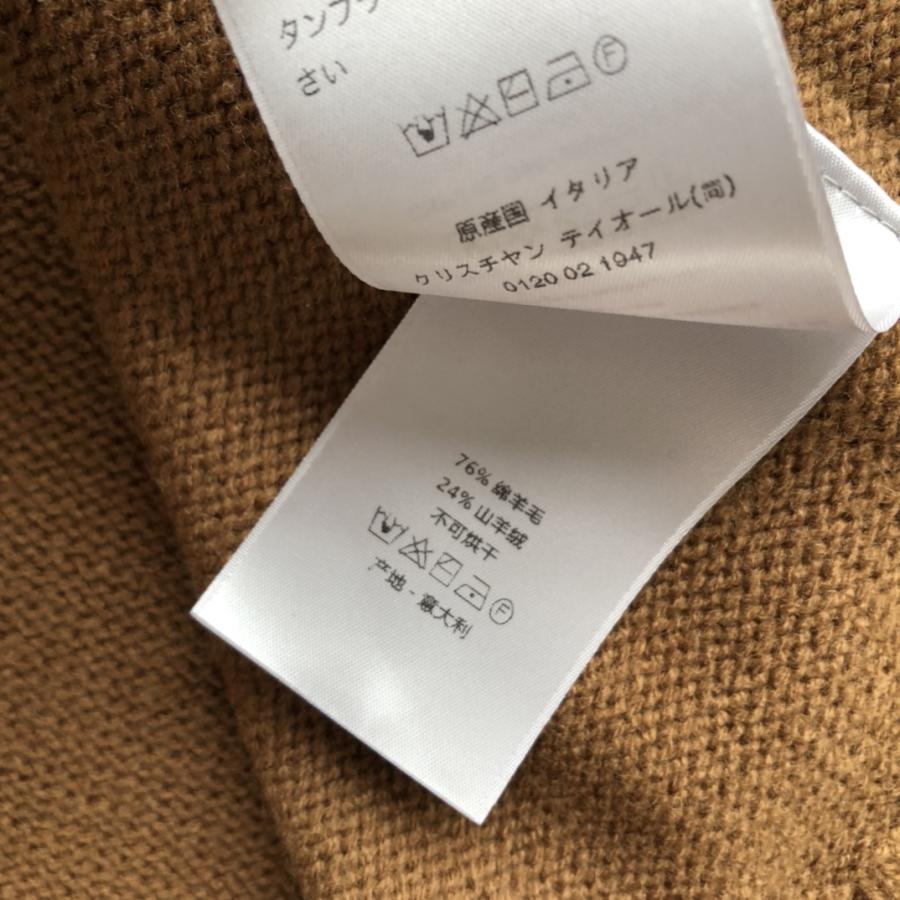 さい
F
原産国 イタリア
クリスチヤン デイオール(同)
0120 02 1947
76% 绵羊毛
24% 山羊绒
不可烘干
F
产地 - 意大利